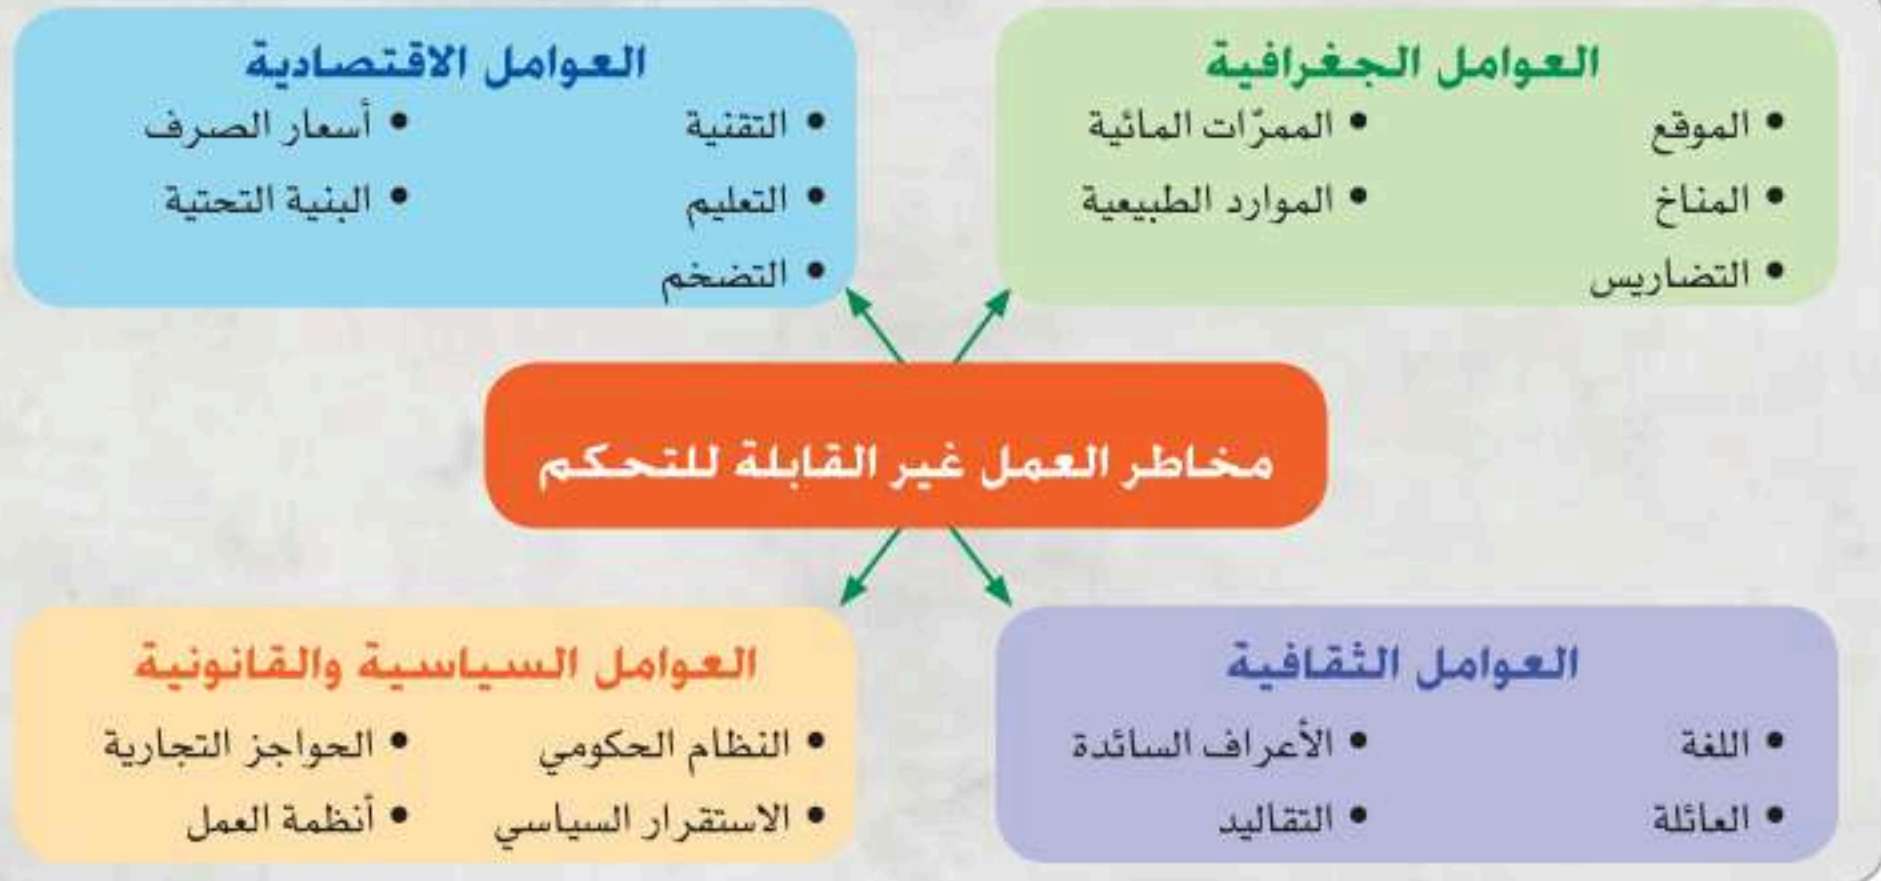 العوامل الجغرافية
• الموقع
• المناخ
• التضاريس
• الممرّات المائية
• الموارد الطبيعية
العوامل الاقتصادية
• التقنية
• التعليم
• التضخم
• أسعار الصرف
• البنية التحتية
مخاطر العمل غير القابلة للتحكم
العوامل الثقافية
• اللغة
• العائلة
• الأعراف السائدة
• التقاليد
العوامل السياسية والقانونية
• النظام الحكومي
• الاستقرار السياسي
• الحواجز التجارية
• أنظمة العمل